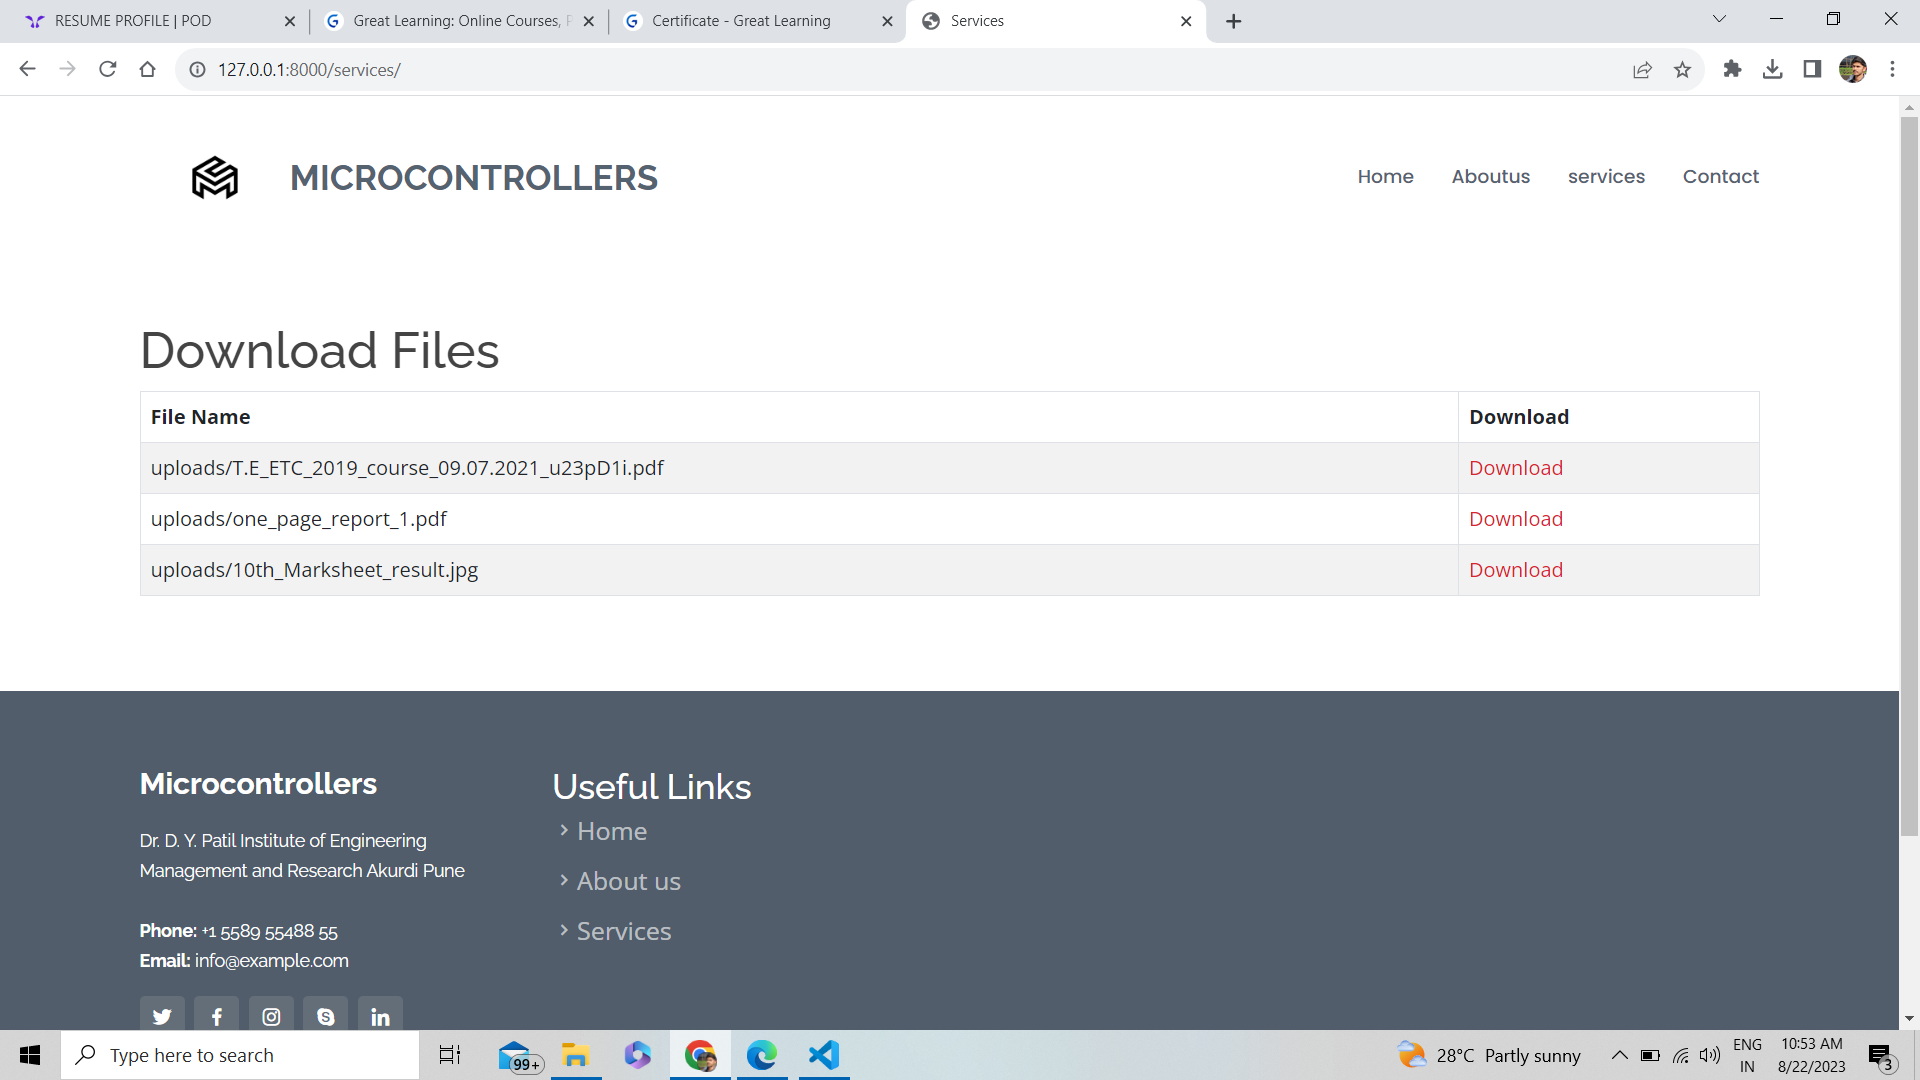 RESUME PROFILE | POD
Great Learning: Online Courses,
Certificate - Great Learning
Services
127.0.0.1:8000/services/
MICROCONTROLLERS
Home
Aboutus
services
Contact
Download Files
File Name
Download
uploads/T.E_ETC_2019_course_09.07.2021_u23pD1i.pdf
Download
uploads/one_page_report_1.pdf
Download
uploads/10th_Marksheet_result.jpg
Download
Microcontrollers
Dr. D. Y. Patil Institute of Engineering
Management and Research Akurdi Pune
Phone: +1 5589 55488 55
Email: info@example.com
Useful Links
Home
About us
Services
Type here to search
99+
28°C Partly sunny
ENG
IN
10:53 AM
8/22/2023
3